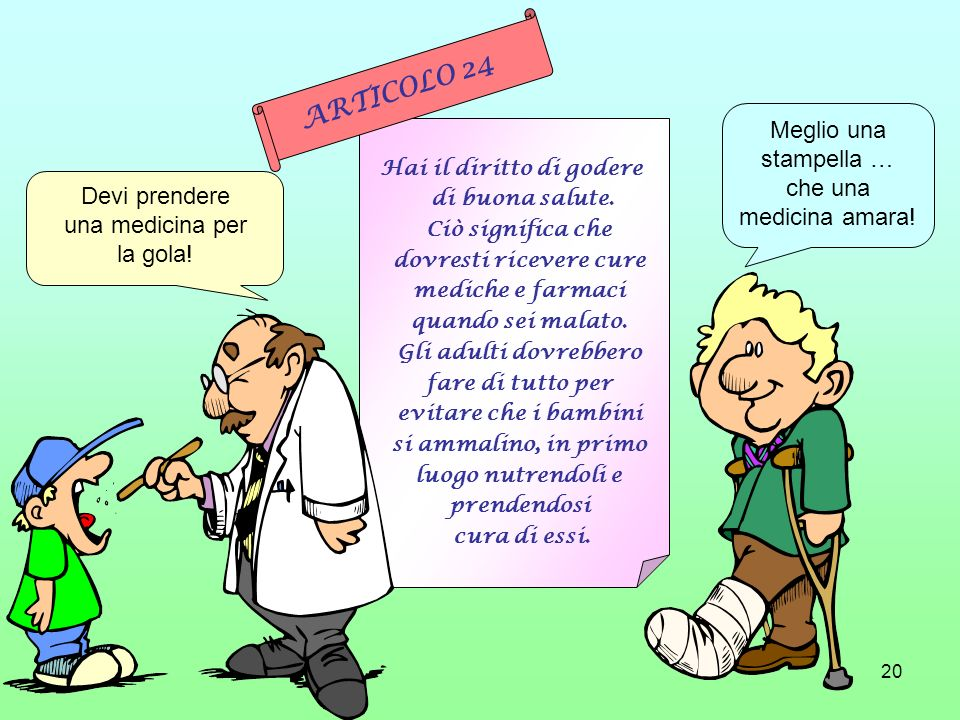 ARTICOLO 24
Devi prendere
una medicina per
la gola!
Hai il diritto di godere
di buona salute.
Ciò significa che
dovresti ricevere cure
mediche e farmaci
quando sei malato.
Gli adulti dovrebbero
fare di tutto per
evitare che i bambini
si ammalino, in primo
luogo nutrendoli e
prendendosi
cura di essi.
Meglio una
stampella …
che una
medicina amara!
20